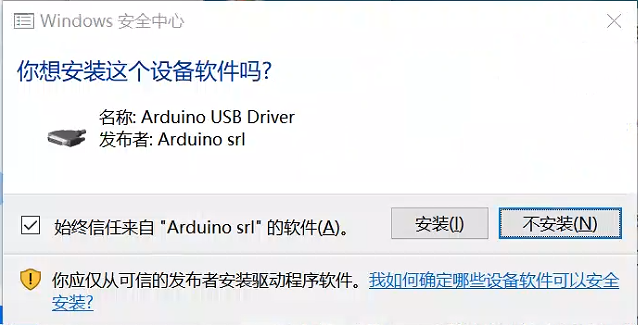 Windows 安全中心
你想安装这个设备软件吗?
名称: Arduino USB Driver
发布者: Arduino srl
始终信任来自 "Arduino srl" 的软件(A)。
安装(I)
不安装(N)
你应仅从可信的发布者安装驱动程序软件。我如何确定哪些设备软件可以安全
安装?